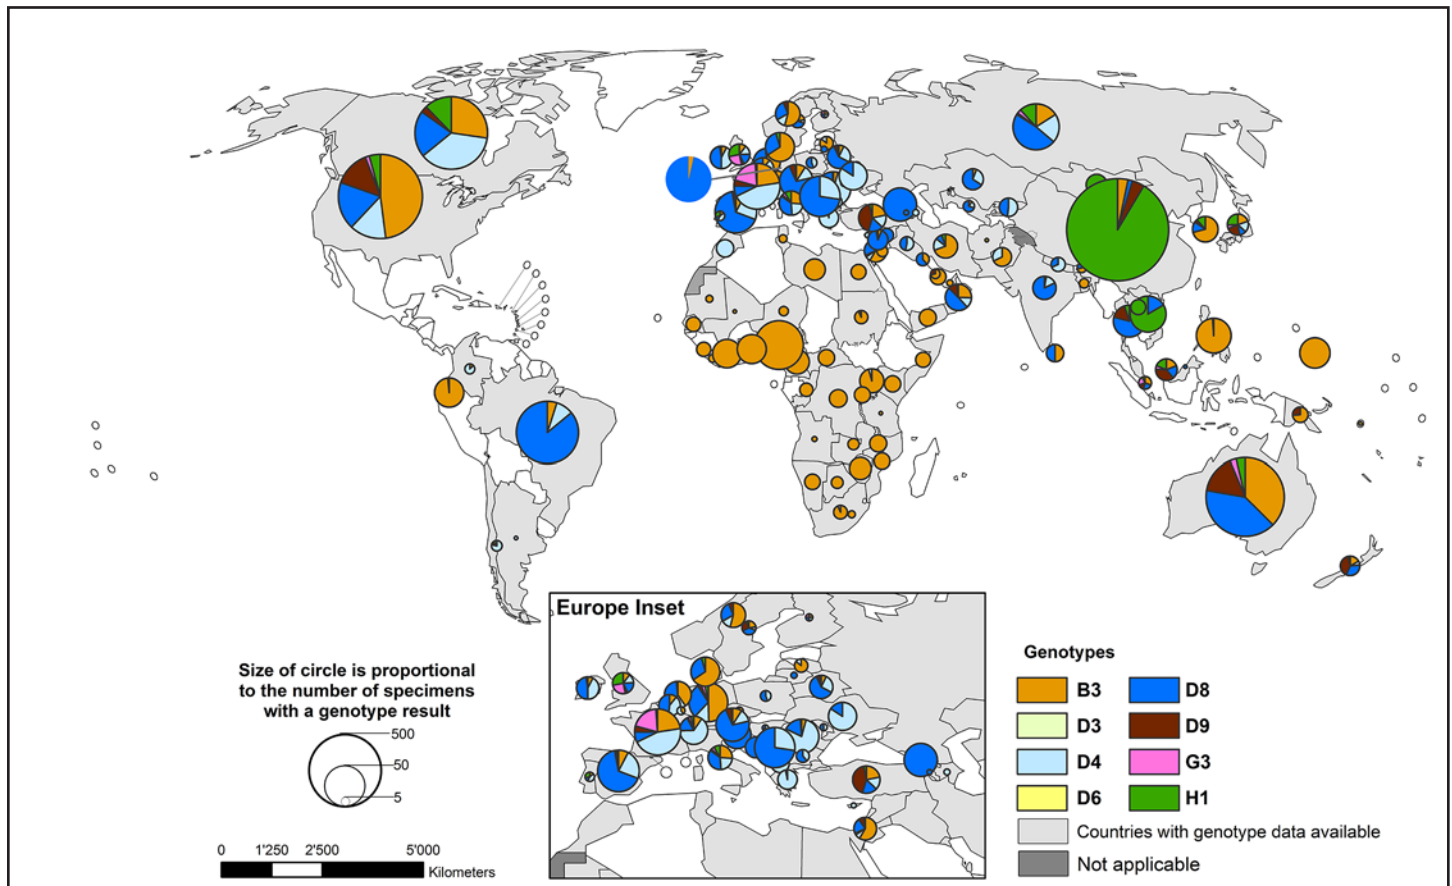 Europe Inset
Size of circle is proportional
to the number of specimens
with a genotype result
500
50
5
0 1'250 2'500 5'000
Kilometers
Genotypes
B3 D8
D3 D9
D4 G3
D6 H1
Countries with genotype data available
Not applicable